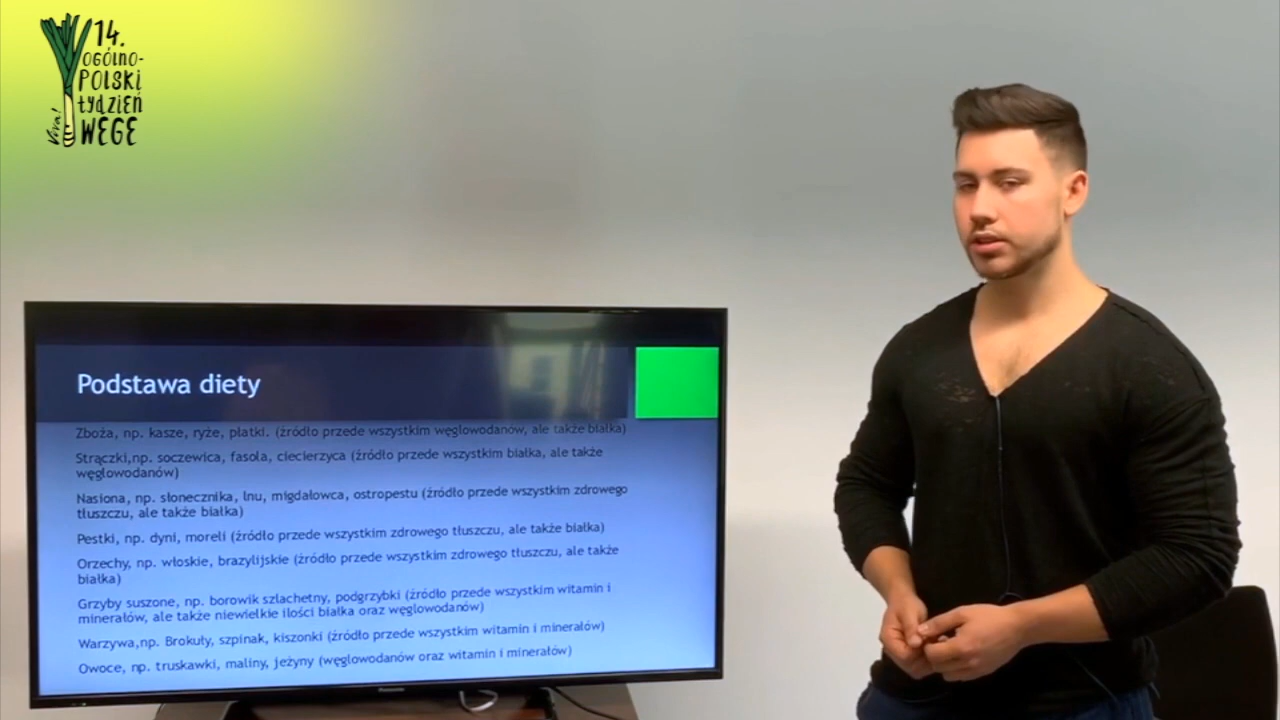 14.
OGÓLNO-
POLSKI
tYDZIEŃ
WEGE
Viva!
Podstawa diety
Zboża, np. kasze, ryże, płatki. (źródło przede wszystkim węglowodanów, ale także białka)
Strączki,np. soczewica, fasola, ciecierzyca (źródło przede wszystkim białka, ale także
węglowodanów)
Nasiona, np. słonecznika, lnu, migdałowca, ostropestu (źródło przede wszystkim zdrowego
tłuszczu, ale także białka)
Pestki, np. dyni, moreli (źródło przede wszystkim zdrowego tłuszczu, ale także białka)
Orzechy, np. włoskie, brazylijskie (źródło przede wszystkim zdrowego tłuszczu, ale także
białka)
Grzyby suszone, np. borowik szlachetny, podgrzybki (źródło przede wszystkim witamin i
minerałów, ale także niewielkie ilości białka oraz węglowodanów)
Warzywa,np. Brokuły, szpinak, kiszonki (źródło przede wszystkim witamin i minerałów)
Owoce, np. truskawki, maliny, jeżyny (węglowodanów oraz witamin i minerałów)
Panasonic